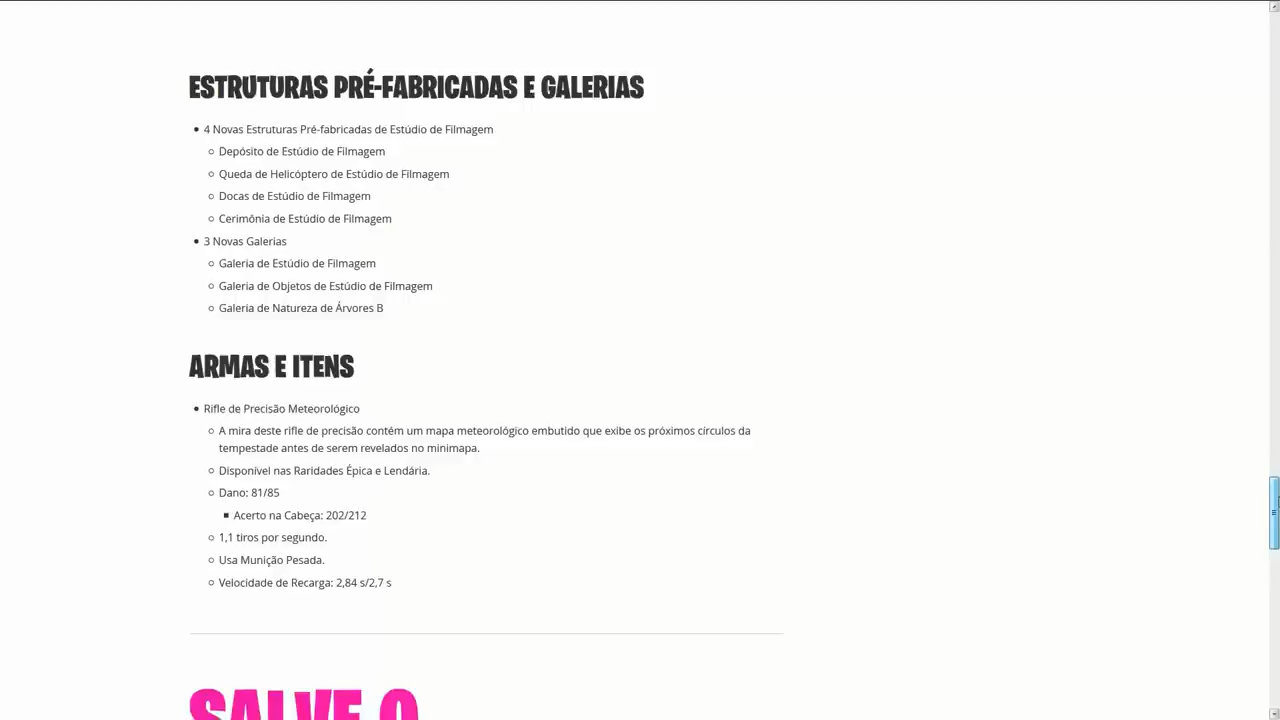 ESTRUTURAS PRÉ-FABRICADAS E GALERIAS
4 Novas Estruturas Pré-fabricadas de Estúdio de Filmagem
Depósito de Estúdio de Filmagem
Queda de Helicóptero de Estúdio de Filmagem
Docas de Estúdio de Filmagem
Cerimônia de Estúdio de Filmagem
3 Novas Galerias
Galeria de Estúdio de Filmagem
Galeria de Objetos de Estúdio de Filmagem
Galeria de Natureza de Árvores B
ARMAS E ITENS
Rifle de Precisão Meteorológico
A mira deste rifle de precisão contém um mapa meteorológico embutido que exibe os próximos círculos da
tempestade antes de serem revelados no minimapa.
Disponível nas Raridades Épica e Lendária.
Dano: 81/85
Acerto na Cabeça: 202/212
1,1 tiros por segundo.
Usa Munição Pesada.
Velocidade de Recarga: 2,84 s/2,7 s
SALVE O